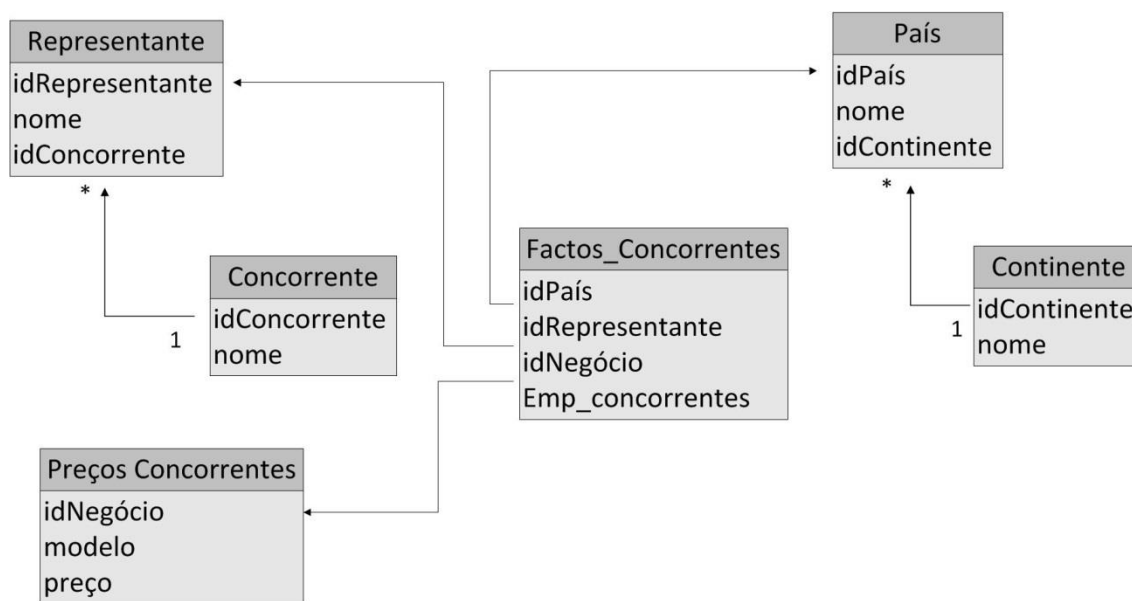 Representante
idRepresentante
nome
idConcorrente
*
Concorrente
idConcorrente
nome
1
Preços Concorrentes
idNegócio
modelo
preço
Factos_Concorrentes
idPaís
idRepresentante
idNegócio
Emp_concorrentes
País
idPaís
nome
idContinente
*
Continente
idContinente
nome
1